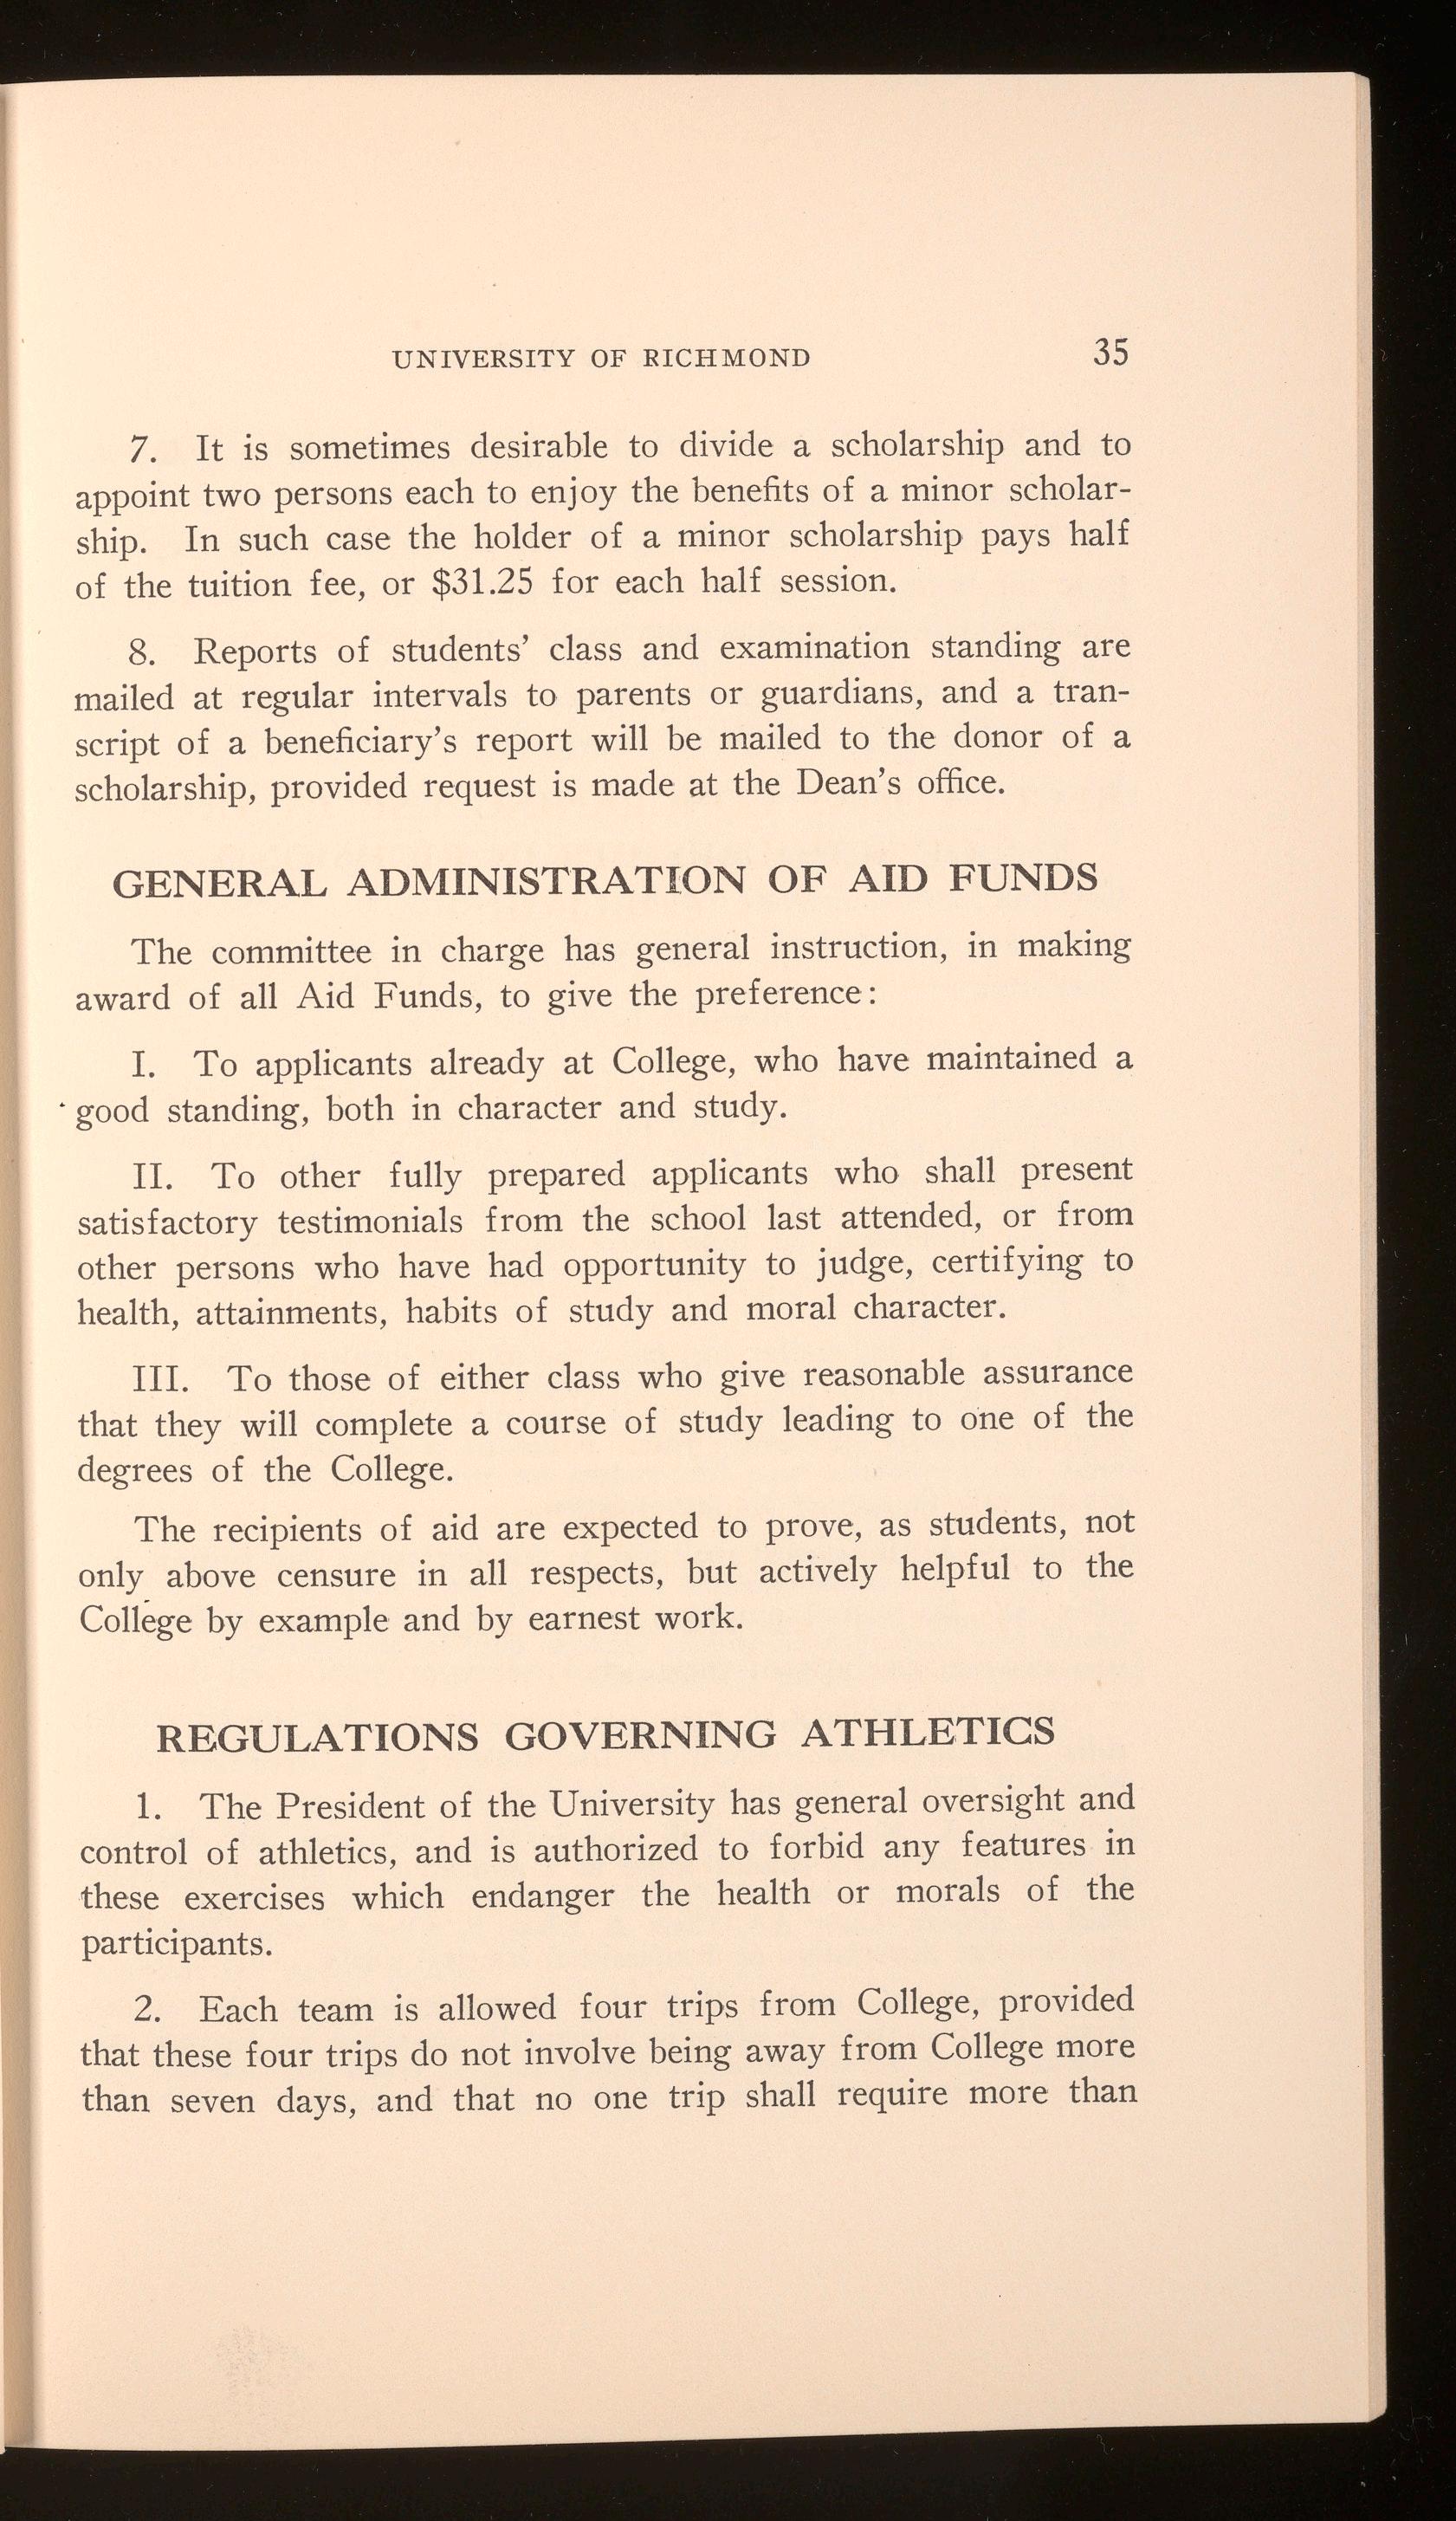 UNIVERSITY OF RICHMOND 35
7. It is sometimes desirable to divide a scholarship and to
appoint two persons each to enjoy the benefits of a minor scholar-
ship. In such case the holder of a minor scholarship pays half
of the tuition fee, or $31.25 for each half session.
8. Reports of students’ class and examination standing are
mailed at regular intervals to parents or guardians, and a tran-
script of a beneficiary’s report will be mailed to the donor of a
scholarship, provided request is made at the Dean’s office.
GENERAL ADMINISTRATION OF AID FUNDS
The committee in charge has general instruction, in making
award of all Aid Funds, to give the preference:
I. To applicants already at College, who have maintained a
good standing, both in character and study.
II. To other fully prepared applicants who shall present
satisfactory testimonials from the school last attended, or from
other persons who have had opportunity to judge, certifying to
health, attainments, habits of study and moral character.
III. To those of either class who give reasonable assurance
that they will complete a course of study leading to one of the
degrees of the College.
The recipients of aid are expected to prove, as students, not
only above censure in all respects, but actively helpful to the
College by example and by earnest work.
REGULATIONS GOVERNING ATHLETICS
1. The President of the University has general oversight and
control of athletics, and is authorized to forbid any features in
these exercises which endanger the health or morals of the
participants.
2. Each team is allowed four trips from College, provided
that these four trips do not involve being away from College more
than seven days, and that no one trip shall require more than